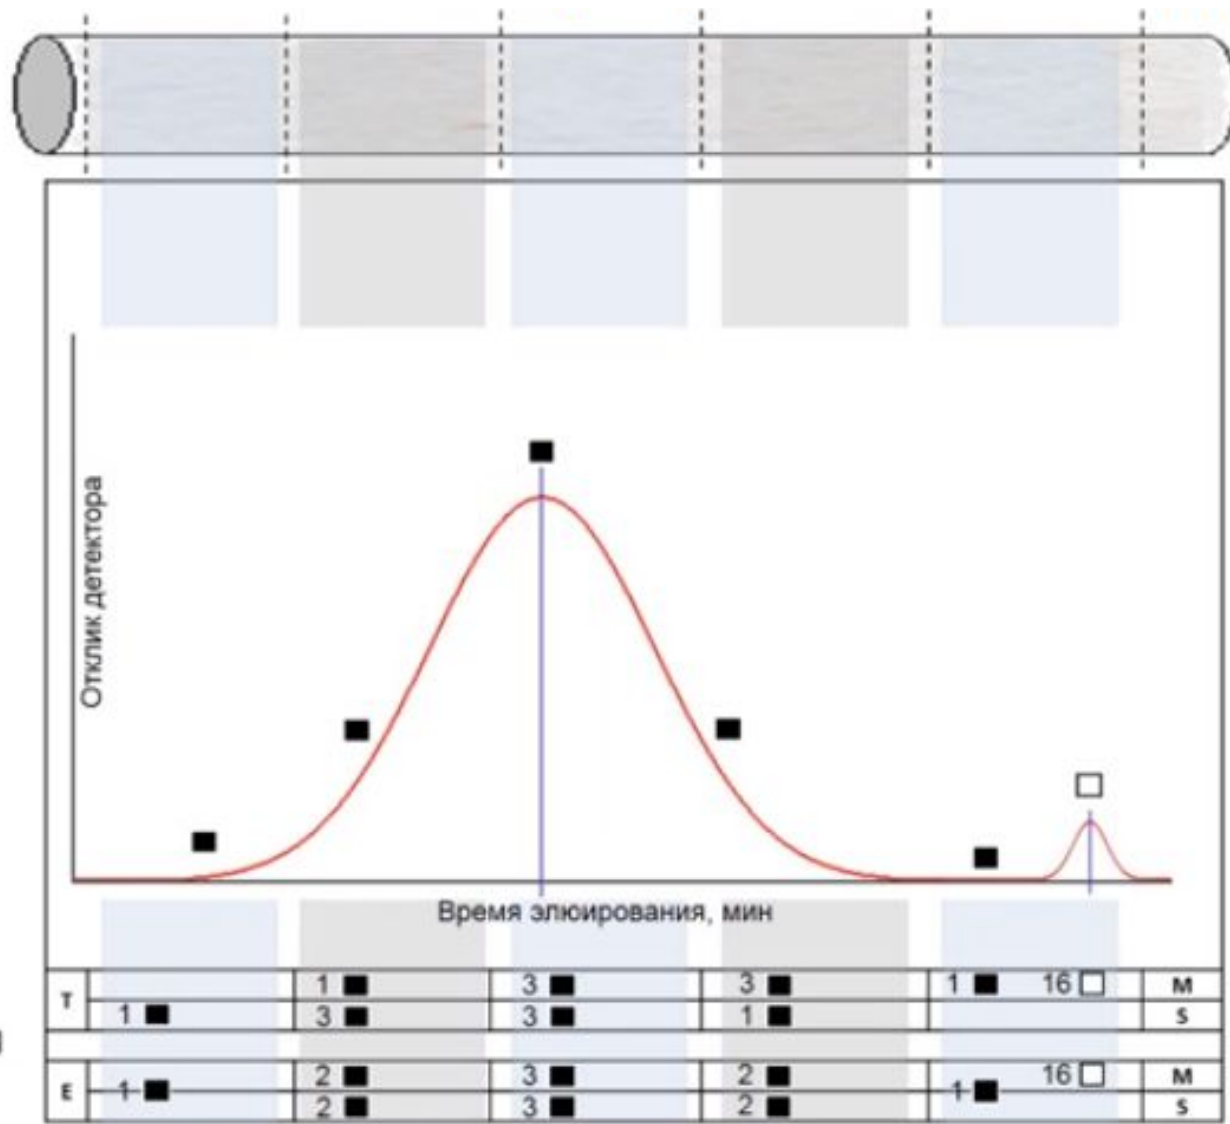 Отклик детектора
Время элюирования, мин
T 1 ■ 3 ■ 3 ■ 1 ■ 16 □ M
1 ■ 3 ■ 3 ■ 1 ■ S
E 1 ■ 2 ■ 3 ■ 2 ■ 1 ■ 16 □ M
2 ■ 3 ■ 2 ■ S